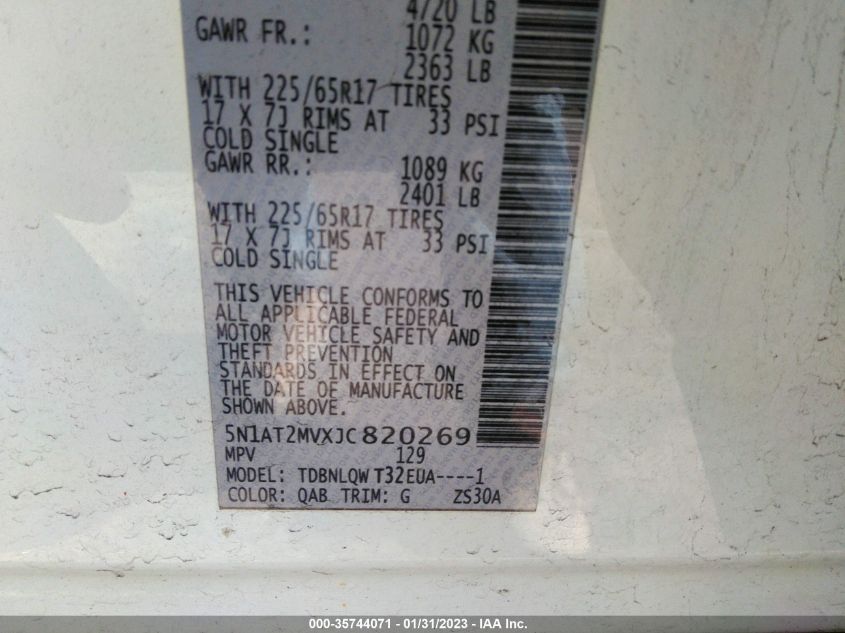 4720 LB
GAWR FR.: 1072 KG
2363 LB
WITH 225/65R17 TIRES
17 X 7J RIMS AT 33 PSI
COLD SINGLE
GAWR RR.: 1089 KG
2401 LB
WITH 225/65R17 TIRES
17 X 7J RIMS AT 33 PSI
COLD SINGLE
THIS VEHICLE CONFORMS TO
ALL APPLICABLE FEDERAL
MOTOR VEHICLE SAFETY AND
THEFT PREVENTION
STANDARDS IN EFFECT ON
THE DATE OF MANUFACTURE
SHOWN ABOVE.
5N1AT2MVXJC820269
MPV 129
MODEL: TDBNLQW T32EUA----1
COLOR: QAB TRIM: G ZS30A
000-35744071 - 01/31/2023 - IAA Inc.